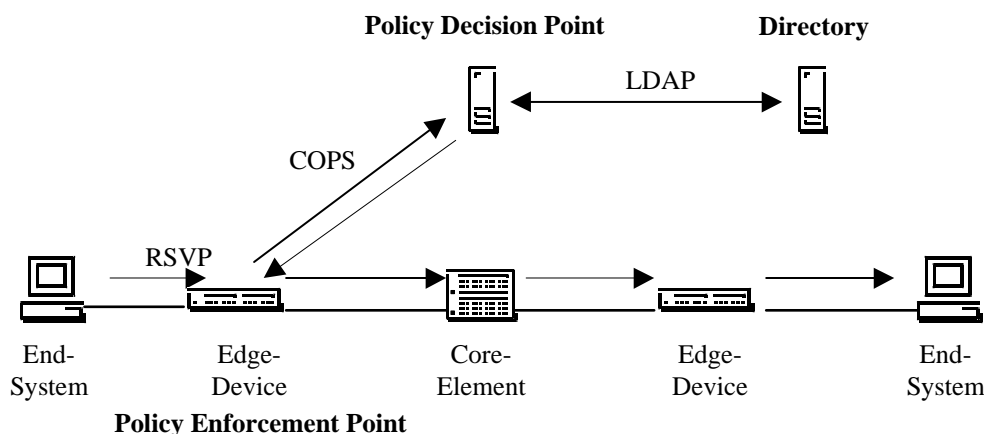 Policy Decision Point
Directory
LDAP
COPS
RSVP
End-
System
Edge-
Device
Core-
Element
Edge-
Device
End-
System
Policy Enforcement Point